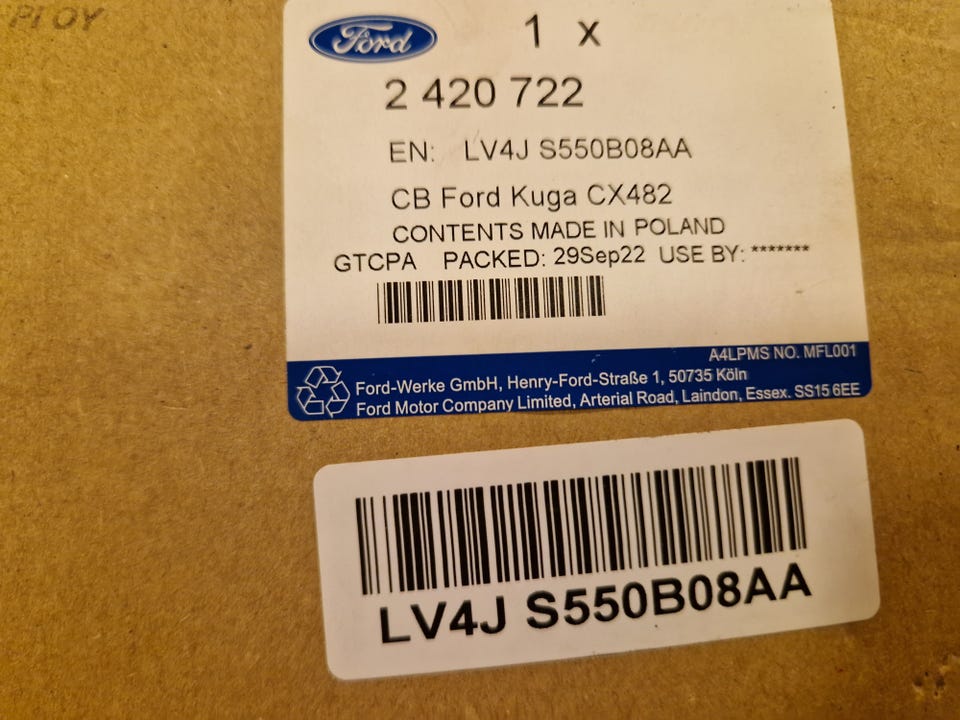 Ford
1 x
2 420 722
EN: LV4J S550B08AA
CB Ford Kuga CX482
CONTENTS MADE IN POLAND
GTCPA PACKED: 29Sep22 USE BY: *******
A4LPMS NO. MFL001
Ford-Werke GmbH, Henry-Ford-Straße 1, 50735 Köln
Ford Motor Company Limited, Arterial Road, Laindon, Essex. SS15 6EE
LV4J S550B08AA